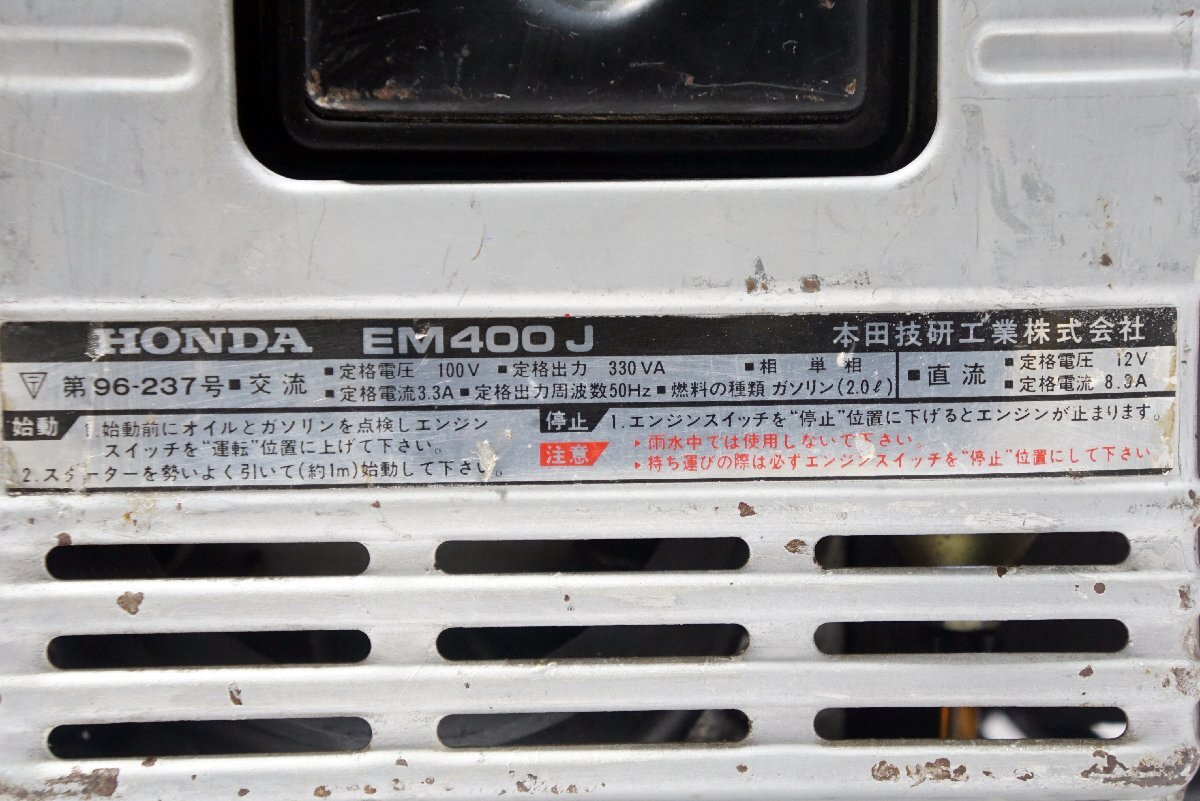 HONDA EM400J 本田技研工業株式会社
〒 第96-237号 ■交流 ■定格電圧 100V ■定格出力 330VA ■相 単相 ■直流 ■定格電圧 12V
■定格電流3.3A ■定格出力周波数50Hz ■燃料の種類 ガソリン(2.0ℓ) ■定格電流 8.3A
始動 1.始動前にオイルとガソリンを点検しエンジン
スイッチを“運転”位置に上げて下さい。
2.スターターを勢いよく引いて(約1m)始動して下さい。
停止 1.エンジンスイッチを“停止”位置に下げるとエンジンが止まります。
注意 ▸雨水中では使用しないで下さい。
▸持ち運びの際は必ずエンジンスイッチを“停止”位置にして下さい